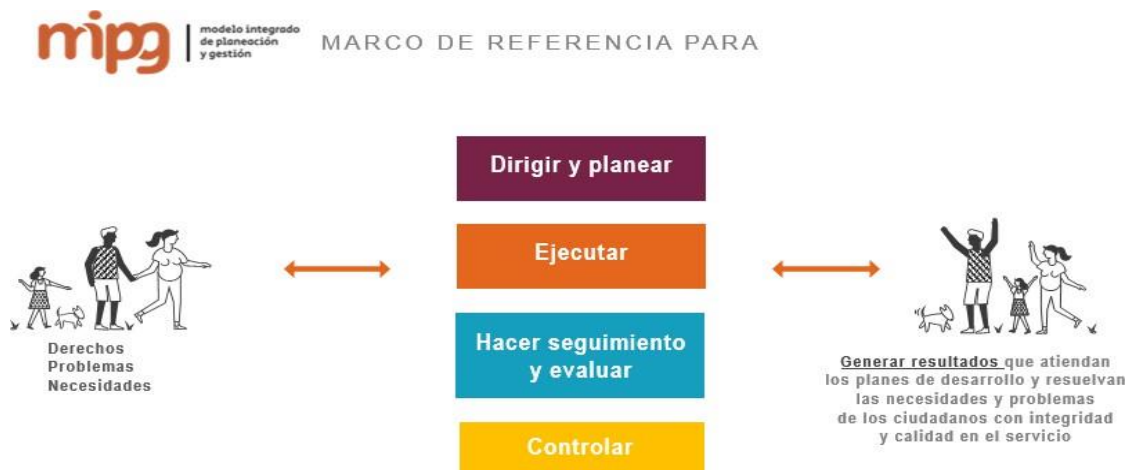 mipg
modelo integrado
de planeación
y gestión
MARCO DE REFERENCIA PARA
Dirigir y planear
Ejecutar
Hacer seguimiento
y evaluar
Controlar
Derechos
Problemas
Necesidades
Generar resultados que atiendan
los planes de desarrollo y resuelvan
las necesidades y problemas
de los ciudadanos con integridad
y calidad en el servicio